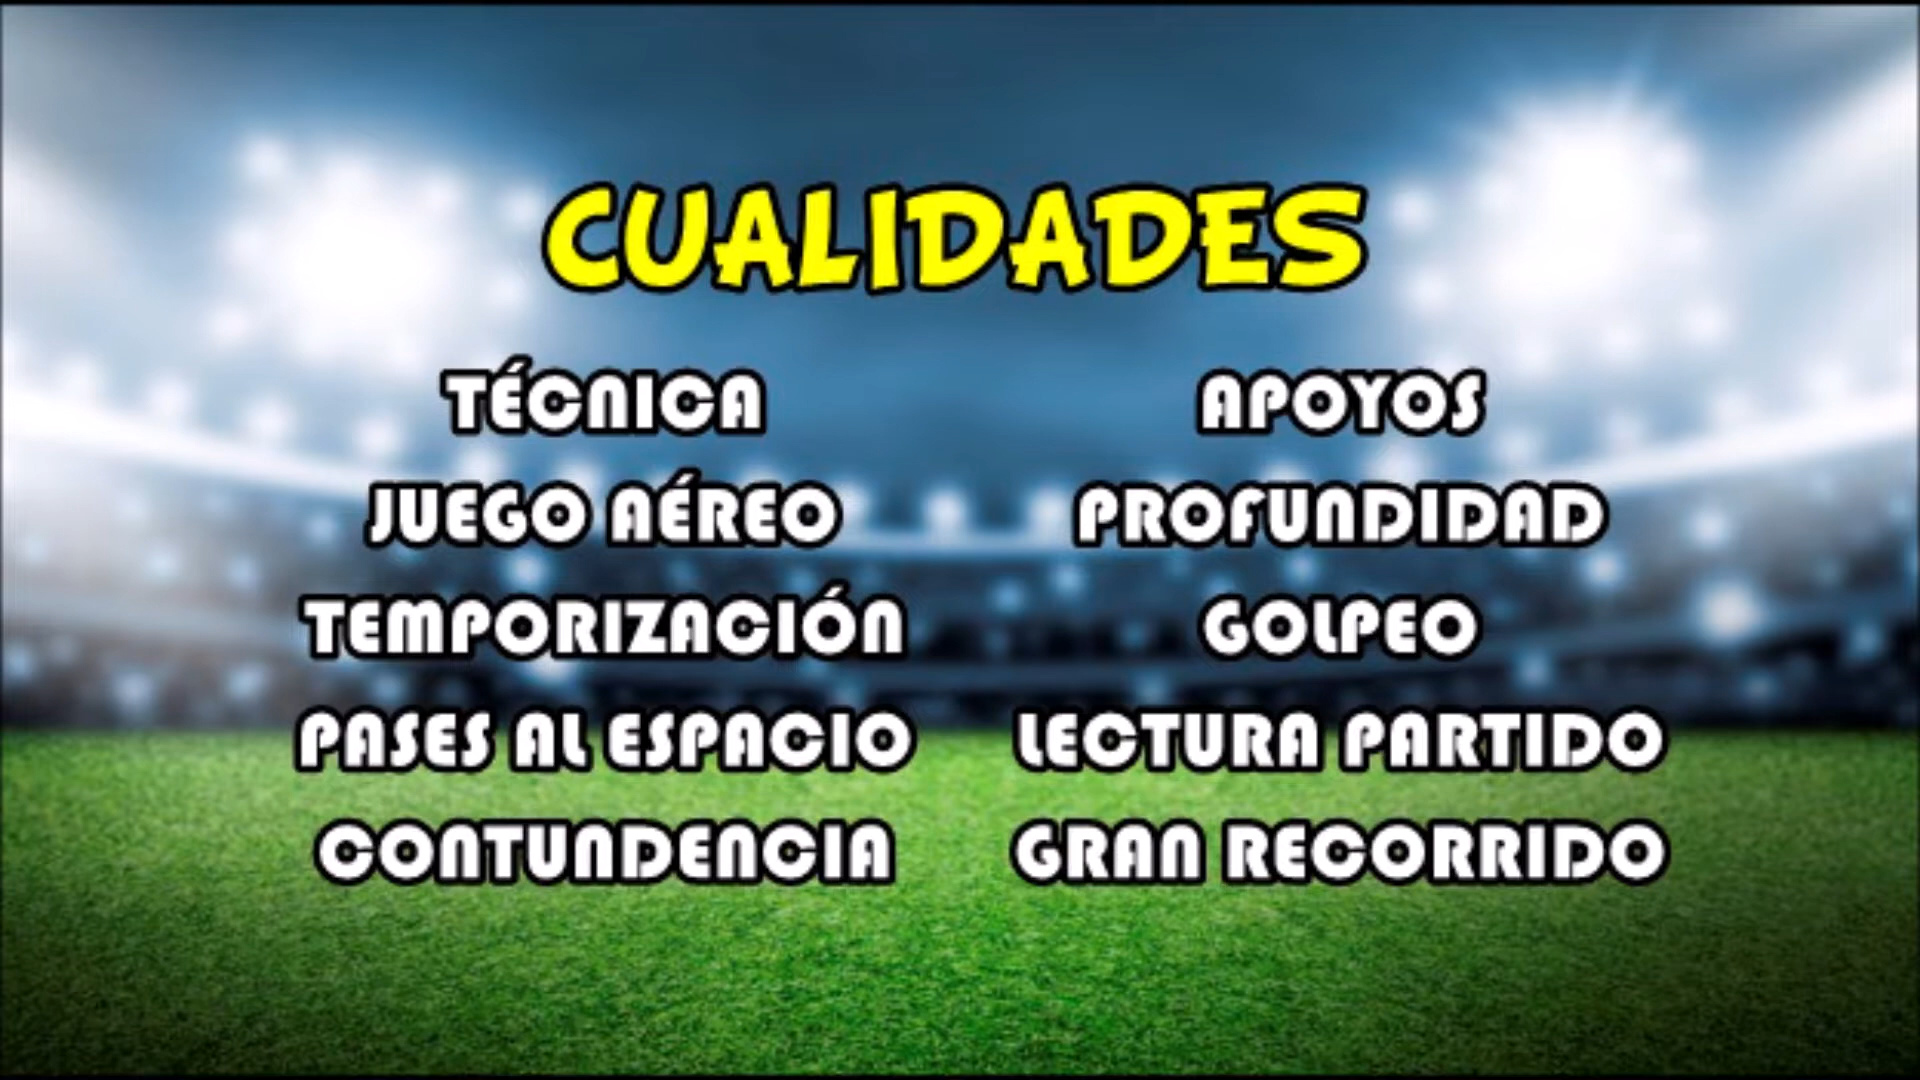 CUALIDADES
TÉCNICA
JUEGO AÉREO
TEMPORIZACIÓN
PASES AL ESPACIO
CONTUNDENCIA
APOYOS
PROFUNDIDAD
GOLPEO
LECTURA PARTIDO
GRAN RECORRIDO